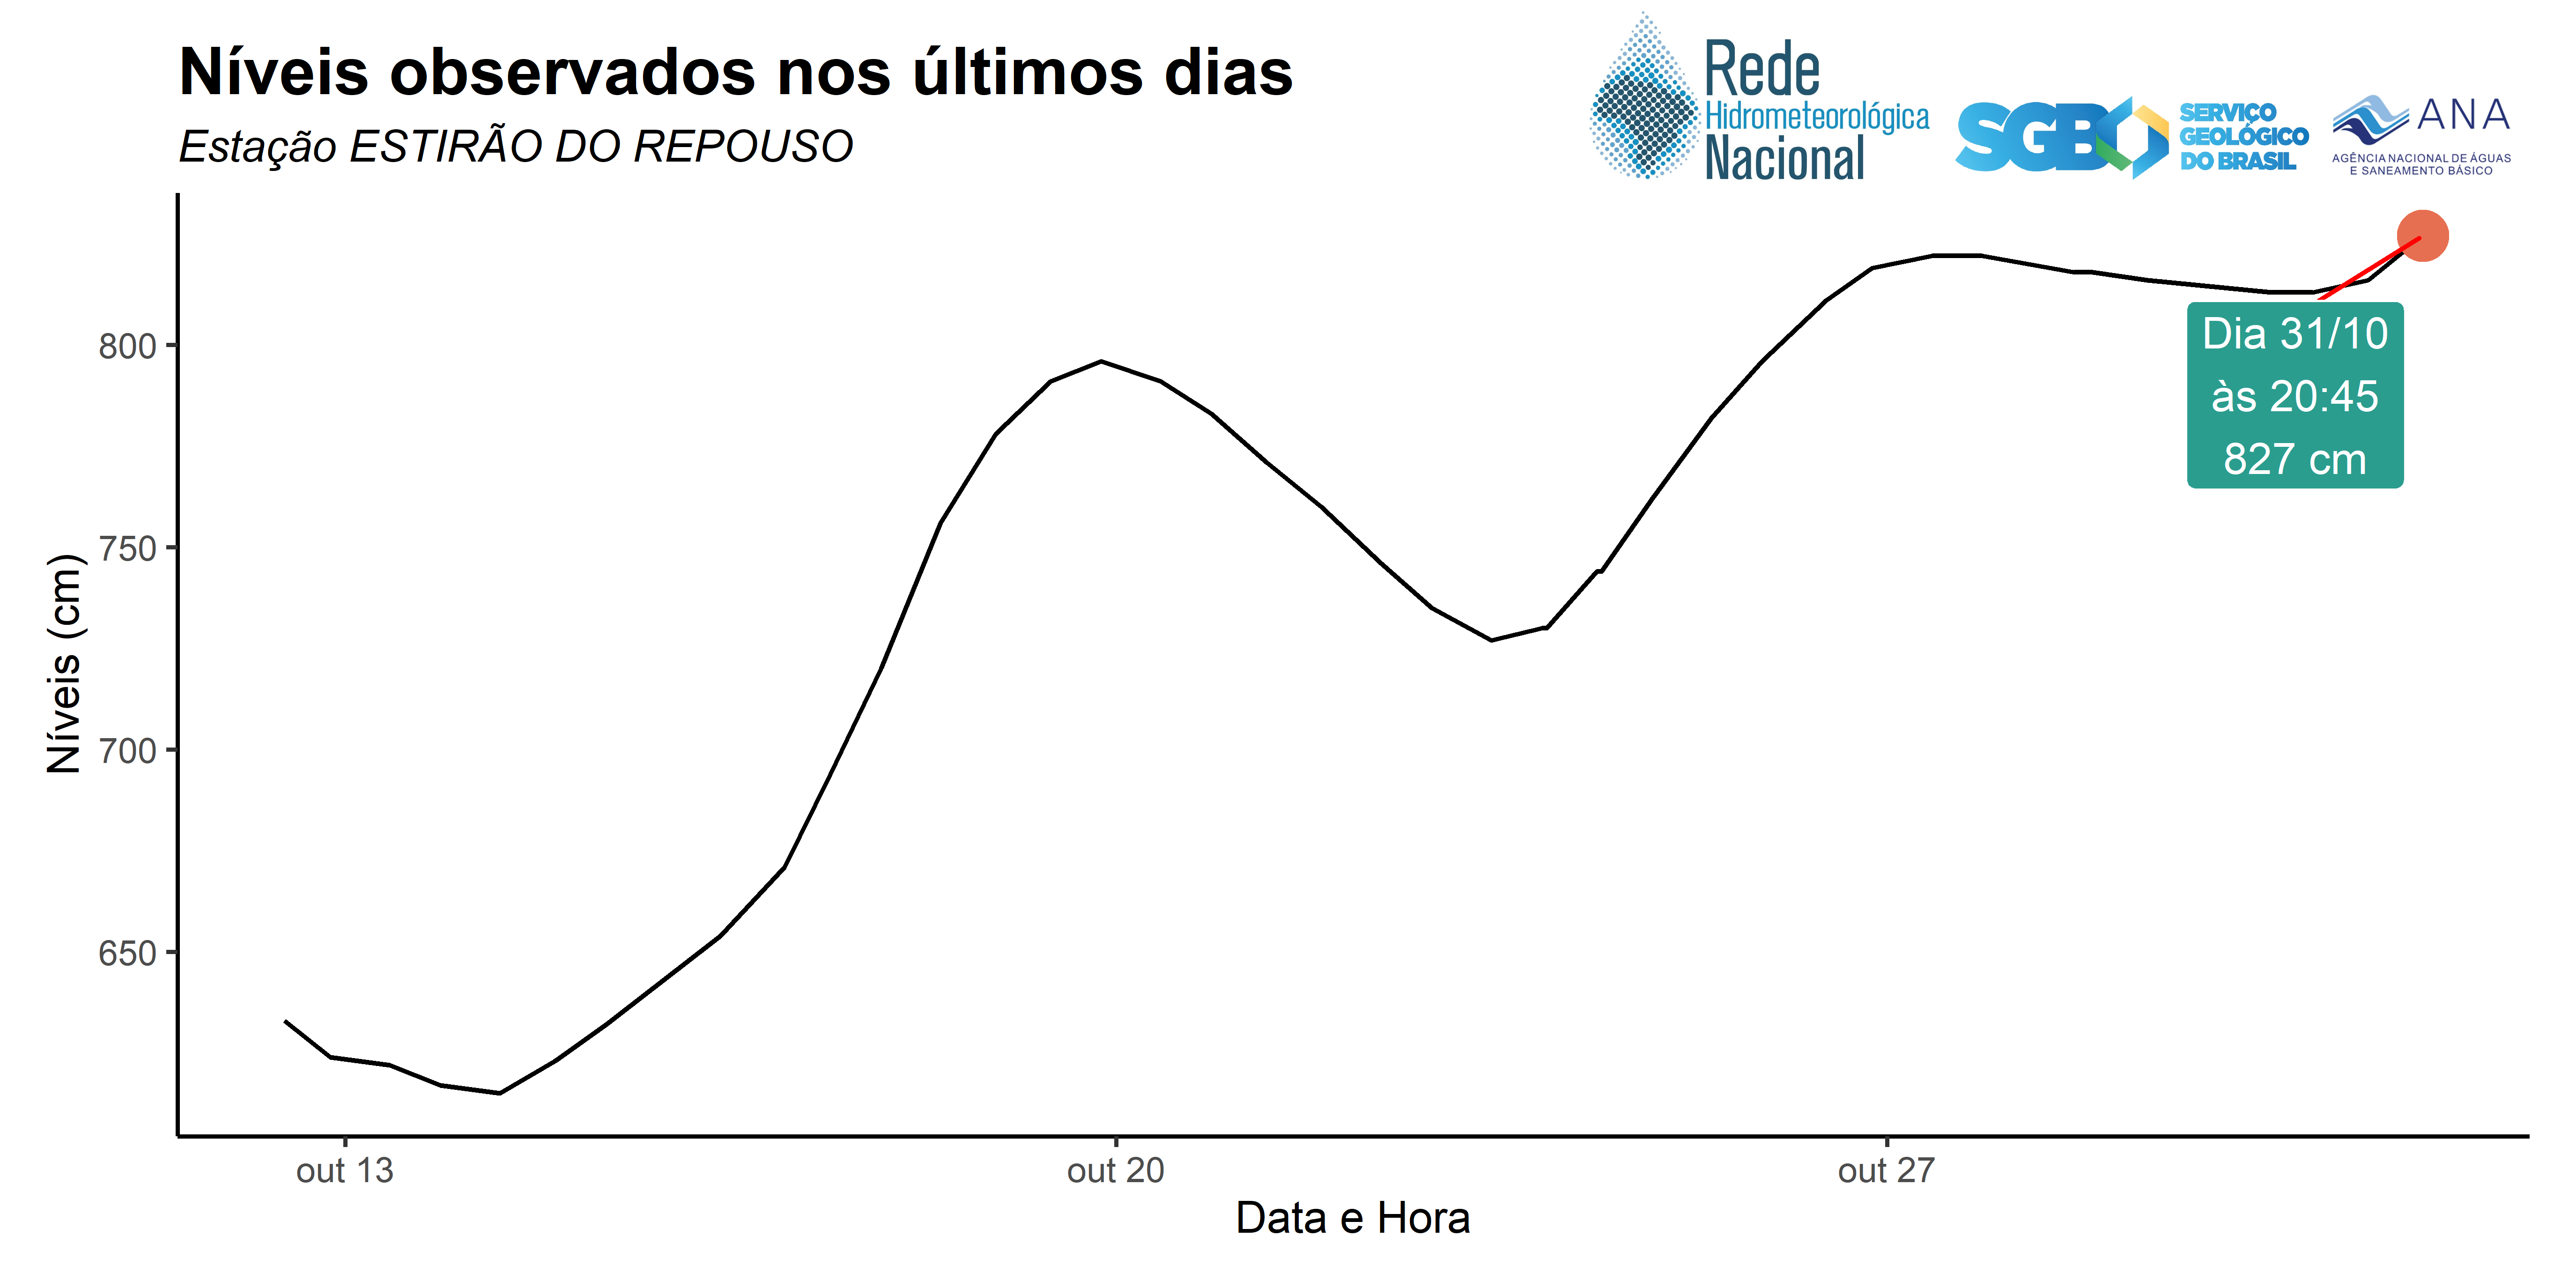 Níveis observados nos últimos dias
Estação ESTIRÃO DO REPOUSO
Rede
Hidrometeorológica
Nacional
SGB
SERVIÇO
GEOLÓGICO
DO BRASIL
ANA
AGÊNCIA NACIONAL DE ÁGUAS
E SANEAMENTO BÁSICO
Níveis (cm)
800
750
700
650
Dia 31/10
às 20:45
827 cm
out 13
out 20
out 27
Data e Hora